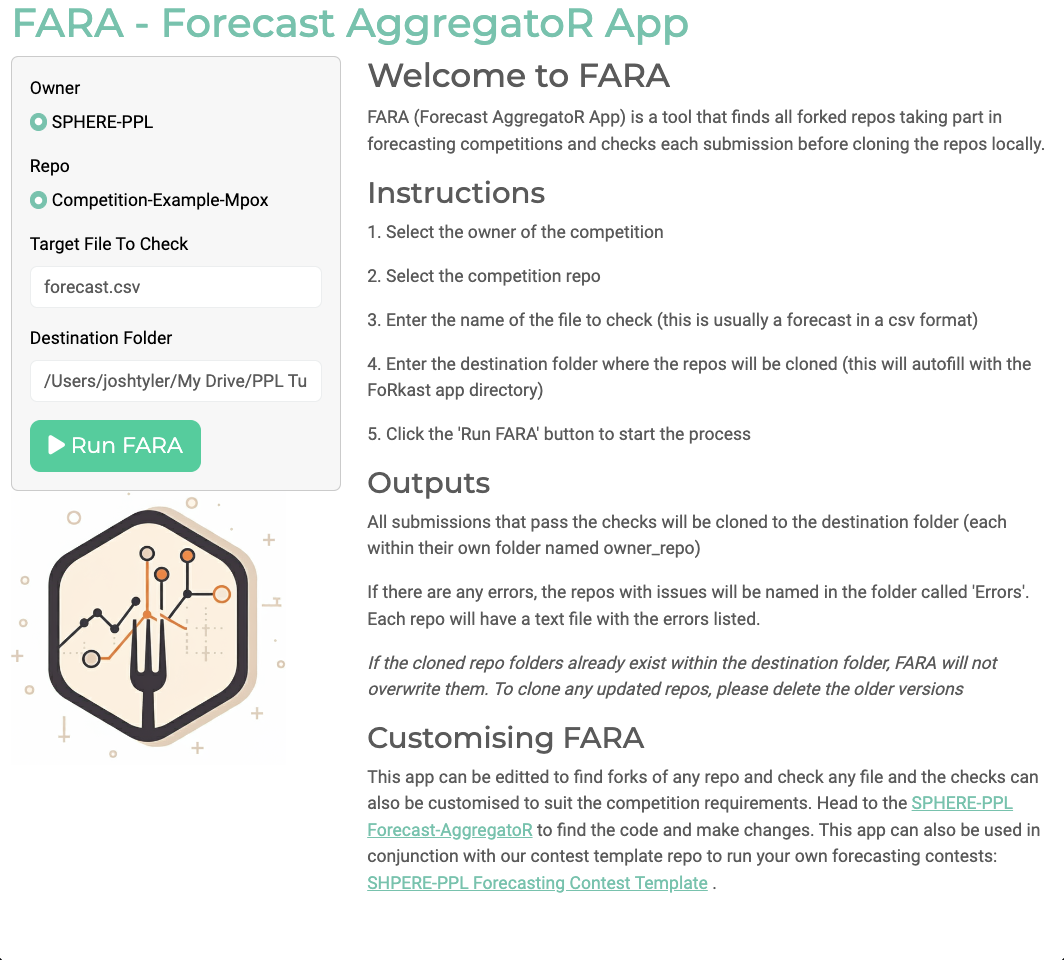 FARA - Forecast AggregatoR App
Owner
SPHERE-PPL
Repo
Competition-Example-Mpox
Target File To Check
forecast.csv
Destination Folder
/Users/joshtyler/My Drive/PPL Tu
Run FARA
Welcome to FARA
FARA (Forecast AggregatoR App) is a tool that finds all forked repos taking part in
forecasting competitions and checks each submission before cloning the repos locally.
Instructions
1. Select the owner of the competition
2. Select the competition repo
3. Enter the name of the file to check (this is usually a forecast in a csv format)
4. Enter the destination folder where the repos will be cloned (this will autofill with the
FoRkast app directory)
5. Click the 'Run FARA' button to start the process
Outputs
All submissions that pass the checks will be cloned to the destination folder (each
within their own folder named owner_repo)
If there are any errors, the repos with issues will be named in the folder called 'Errors'.
Each repo will have a text file with the errors listed.
If the cloned repo folders already exist within the destination folder, FARA will not
overwrite them. To clone any updated repos, please delete the older versions
Customising FARA
This app can be editted to find forks of any repo and check any file and the checks can
also be customised to suit the competition requirements. Head to the SPHERE-PPL
Forecast-AggregatoR to find the code and make changes. This app can also be used in
conjunction with our contest template repo to run your own forecasting contests:
SHPERE-PPL Forecasting Contest Template .